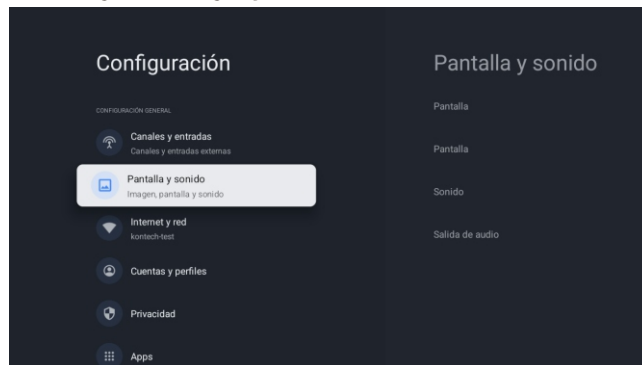 Configuración
CONFIGURACIÓN GENERAL
Canales y entradas
Canales y entradas externas
Pantalla y sonido
Imagen, pantalla y sonido
Internet y red
kontech-test
Cuentas y perfiles
Privacidad
Apps
Pantalla y sonido
Pantalla
Pantalla
Sonido
Salida de audio